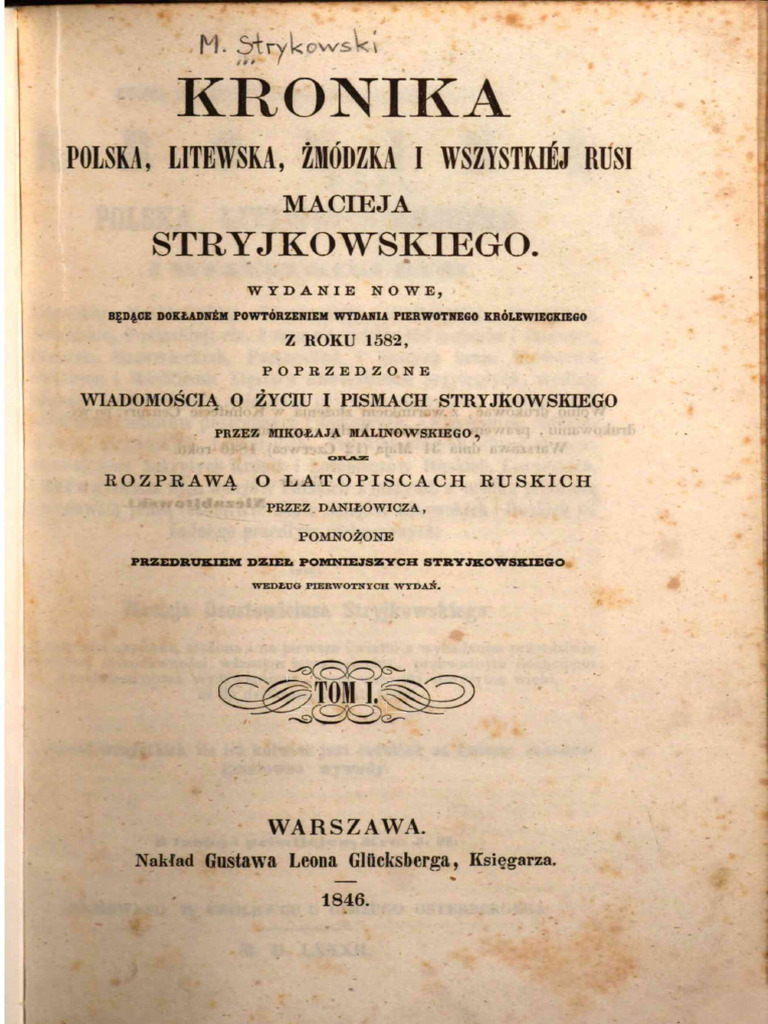 M. Strykowski
KRONIKA
POLSKA, LITEWSKA, ŻMÓDZKA I WSZYSTKIÉJ RUSI
MACIEJA
STRYJKOWSKIEGO.
WYDANIE NOWE,
BĘDĄCE DOKŁADNÉM POWTÓRZENIEM WYDANIA PIERWOTNEGO KRÓLEWIECKIEGO
Z ROKU 1582,
POPRZEDZONE
WIADOMOŚCIĄ O ŻYCIU I PISMACH STRYJKOWSKIEGO
PRZEZ MIKOŁAJA MALINOWSKIEGO,
ORAZ
ROZPRAWĄ O LATOPISCACH RUSKICH
PRZEZ DANIŁOWICZA,
POMNOŻONE
PRZEDRUKIEM DZIEŁ POMNIEJSZYCH STRYJKOWSKIEGO
WEDŁUG PIERWOTNYCH WYDAŃ.
TOM I.
WARSZAWA.
Nakład Gustawa Leona Glücksberga, Księgarza.
1846.